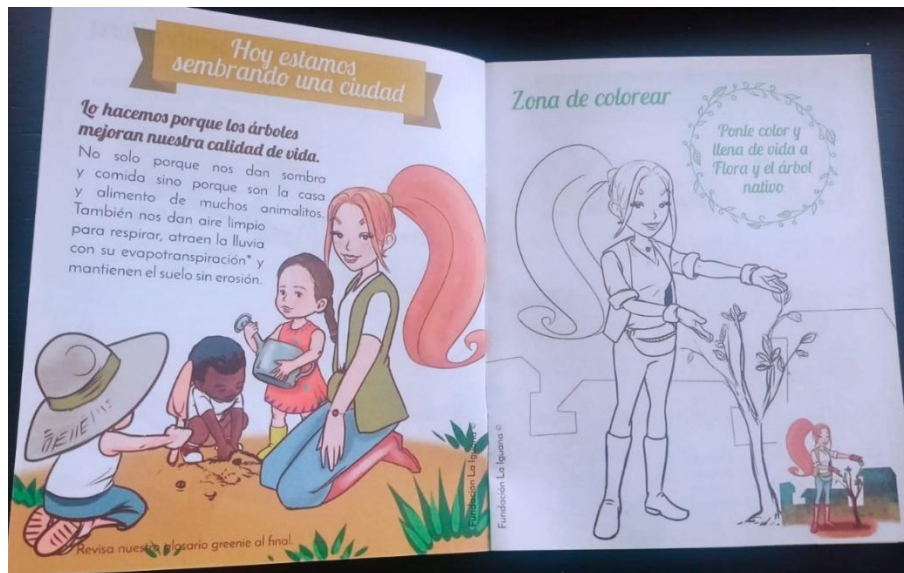 Hoy estamos
sembrando una ciudad
Lo hacemos porque los árboles
mejoran nuestra calidad de vida.
No solo porque nos dan sombra
y comida sino porque son la casa
y alimento de muchos animalitos.
También nos dan aire limpio
para respirar, atraen la lluvia
con su evapotranspiración* y
mantienen el suelo sin erosión.
Revisa nuestro glosario greenie al final.
Fundación La Iguana ©
Zona de colorear
Ponle color y
llena de vida a
Flora y el árbol
nativo
Fundación La Iguana ©